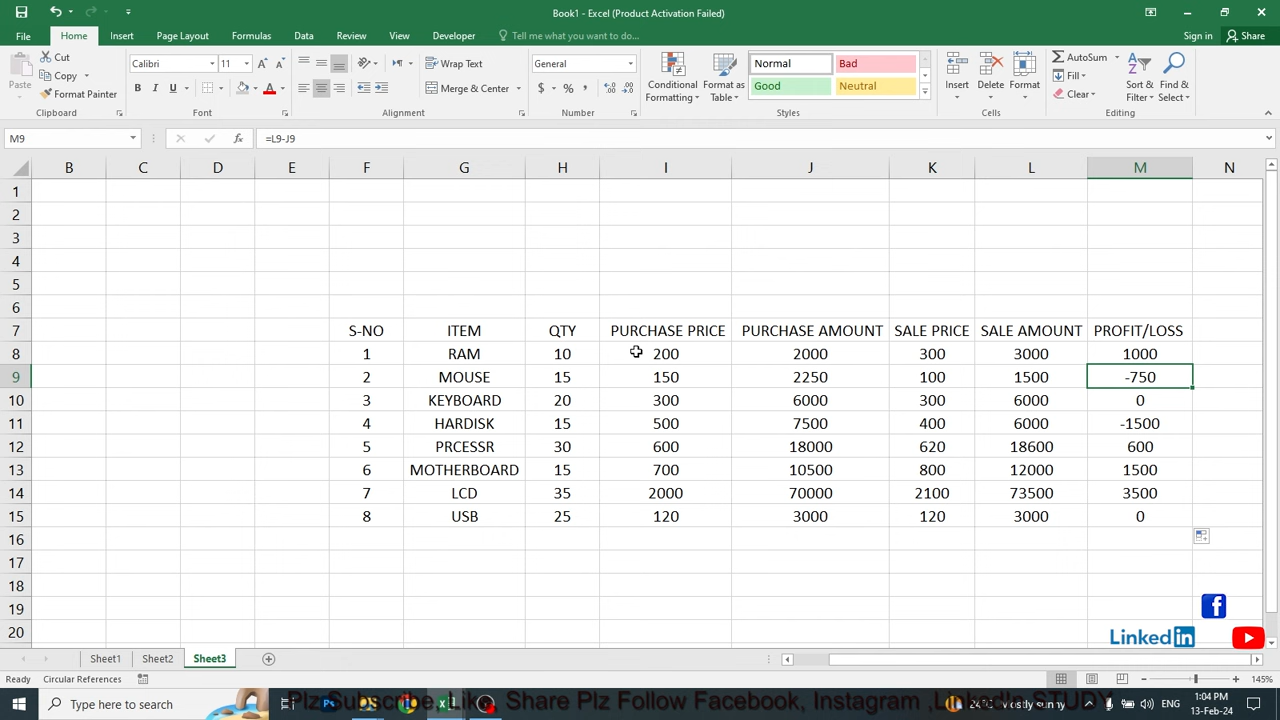 Book1 - Excel (Product Activation Failed)
File Home Insert Page Layout Formulas Data Review View Developer Tell me what you want to do... Sign in Share
Cut
Copy
Format Painter
Paste
Clipboard
Calibri 11
B I U
Font
Wrap Text
Merge & Center
Alignment
General
$ % ,
Number
Conditional Formatting
Format as Table
Normal Bad
Good Neutral
Styles
Insert Delete Format
Cells
AutoSum
Fill
Clear
Sort & Filter
Find & Select
Editing
M9 fx =L9-J9
B C D E F G H I J K L M N
1
2
3
4
5
6
7 S-NO ITEM QTY PURCHASE PRICE PURCHASE AMOUNT SALE PRICE SALE AMOUNT PROFIT/LOSS
8 1 RAM 10 200 2000 300 3000 1000
9 2 MOUSE 15 150 2250 100 1500 -750
10 3 KEYBOARD 20 300 6000 300 6000 0
11 4 HARDISK 15 500 7500 400 6000 -1500
12 5 PRCESSR 30 600 18000 620 18600 600
13 6 MOTHERBOARD 15 700 10500 800 12000 1500
14 7 LCD 35 2000 70000 2100 73500 3500
15 8 USB 25 120 3000 120 3000 0
16
17
18
19
20
f
Linked in
Sheet1 Sheet2 Sheet3
Circular References 145%
Type here to search
Plz Subscribe, Like, Share Plz Follow Facebook, Instagram
STUDY
24°C Mostly sunny
ENG
1:04 PM
13-Feb-24